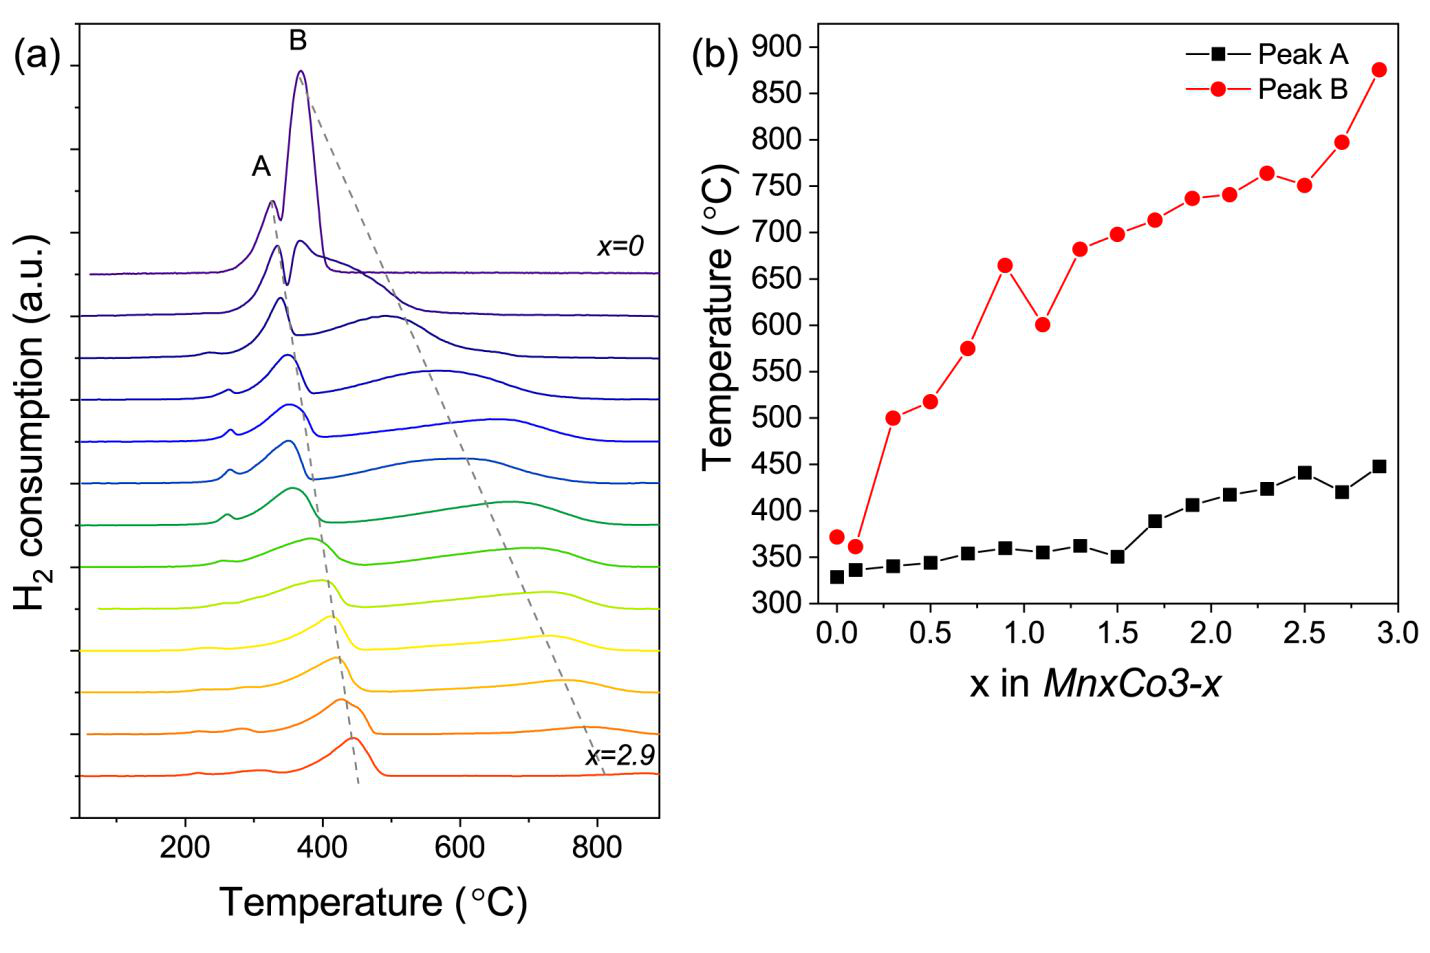 (a)
B
A
x=0
x=2.9
H2 consumption (a.u.)
200 400 600 800
Temperature (°C)
(b)
Peak A
Peak B
900
850
800
750
700
650
600
550
500
450
400
350
300
Temperature (°C)
0.0 0.5 1.0 1.5 2.0 2.5 3.0
x in MnxCo3-x